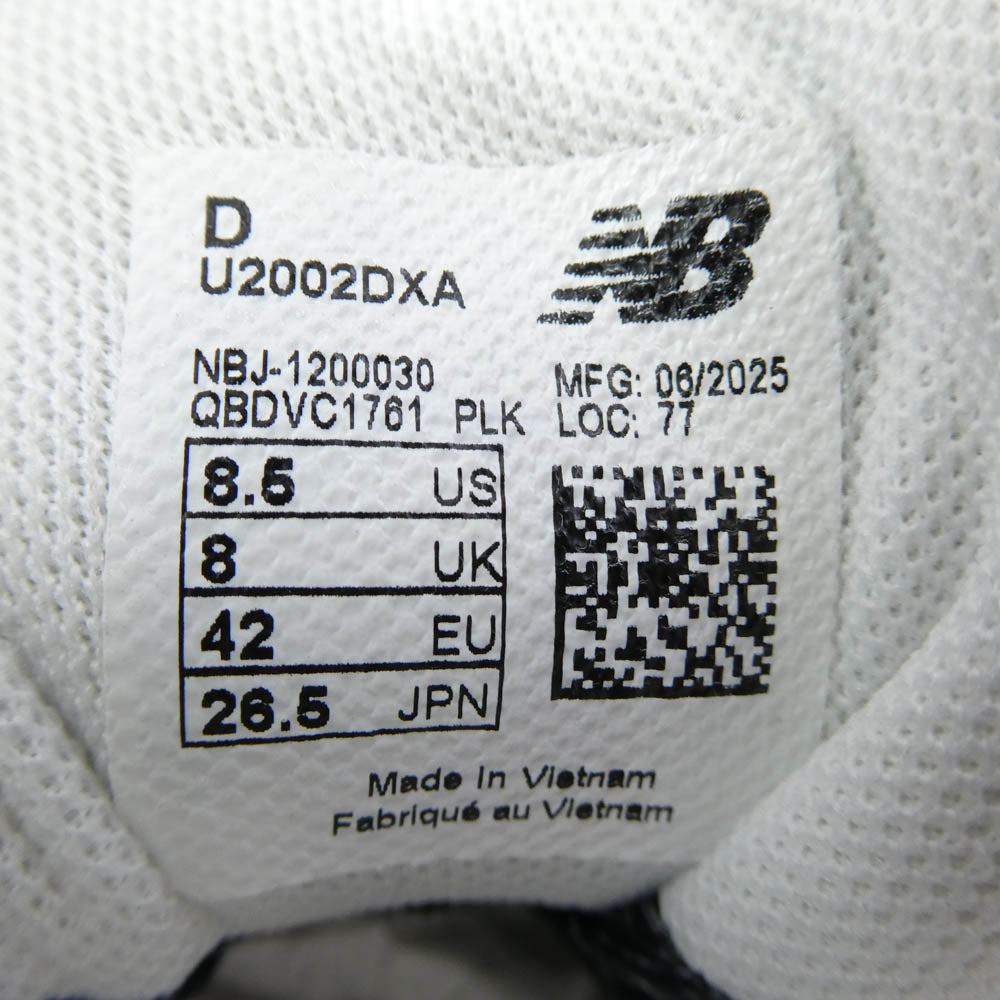 D
U2002DXA
NB
NBJ-1200030
QBDVC1761 PLK
MFG: 06/2025
LOC: 77
8.5 US
8 UK
42 EU
26.5 JPN
Made In Vietnam
Fabriqué au Vietnam